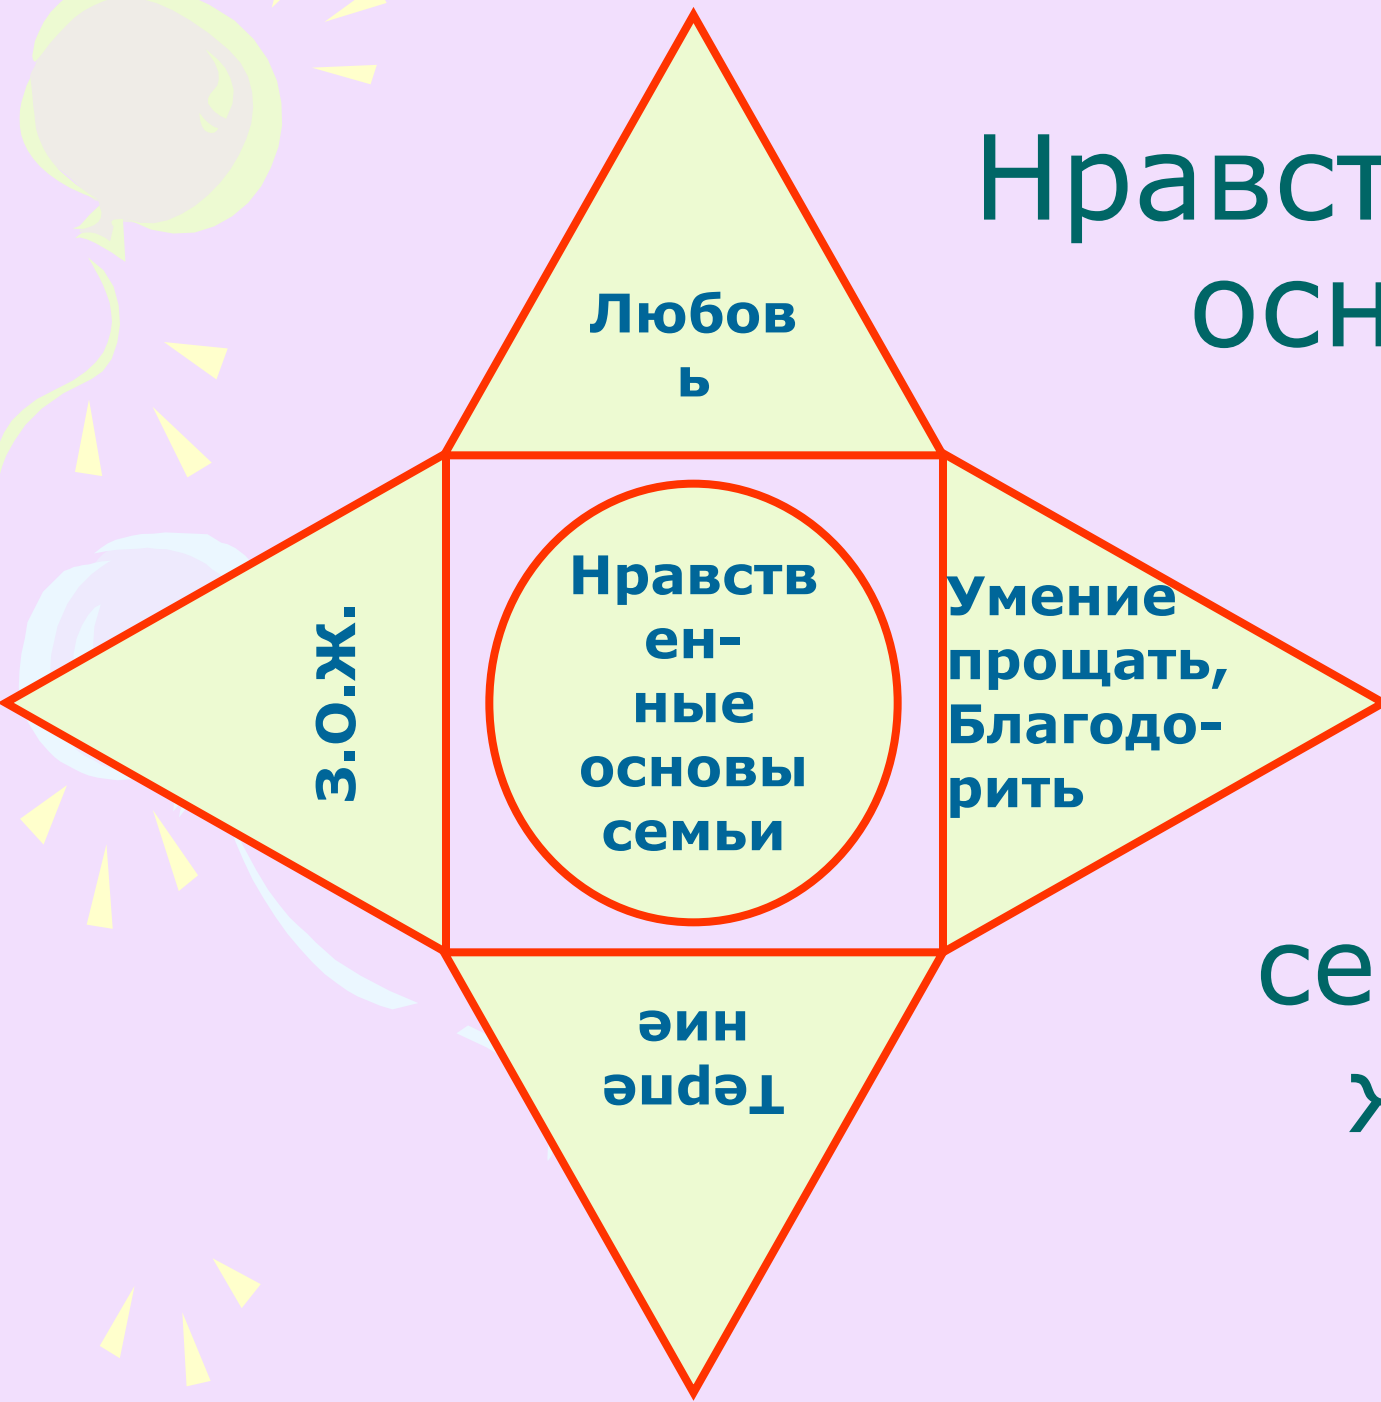 Нравст
осн
Любов
ь
Нравств
ен-
ные
основы
семьи
З.О.Ж.
Умение
прощать,
Благодо-
рить
Терпе
ние
се
ж